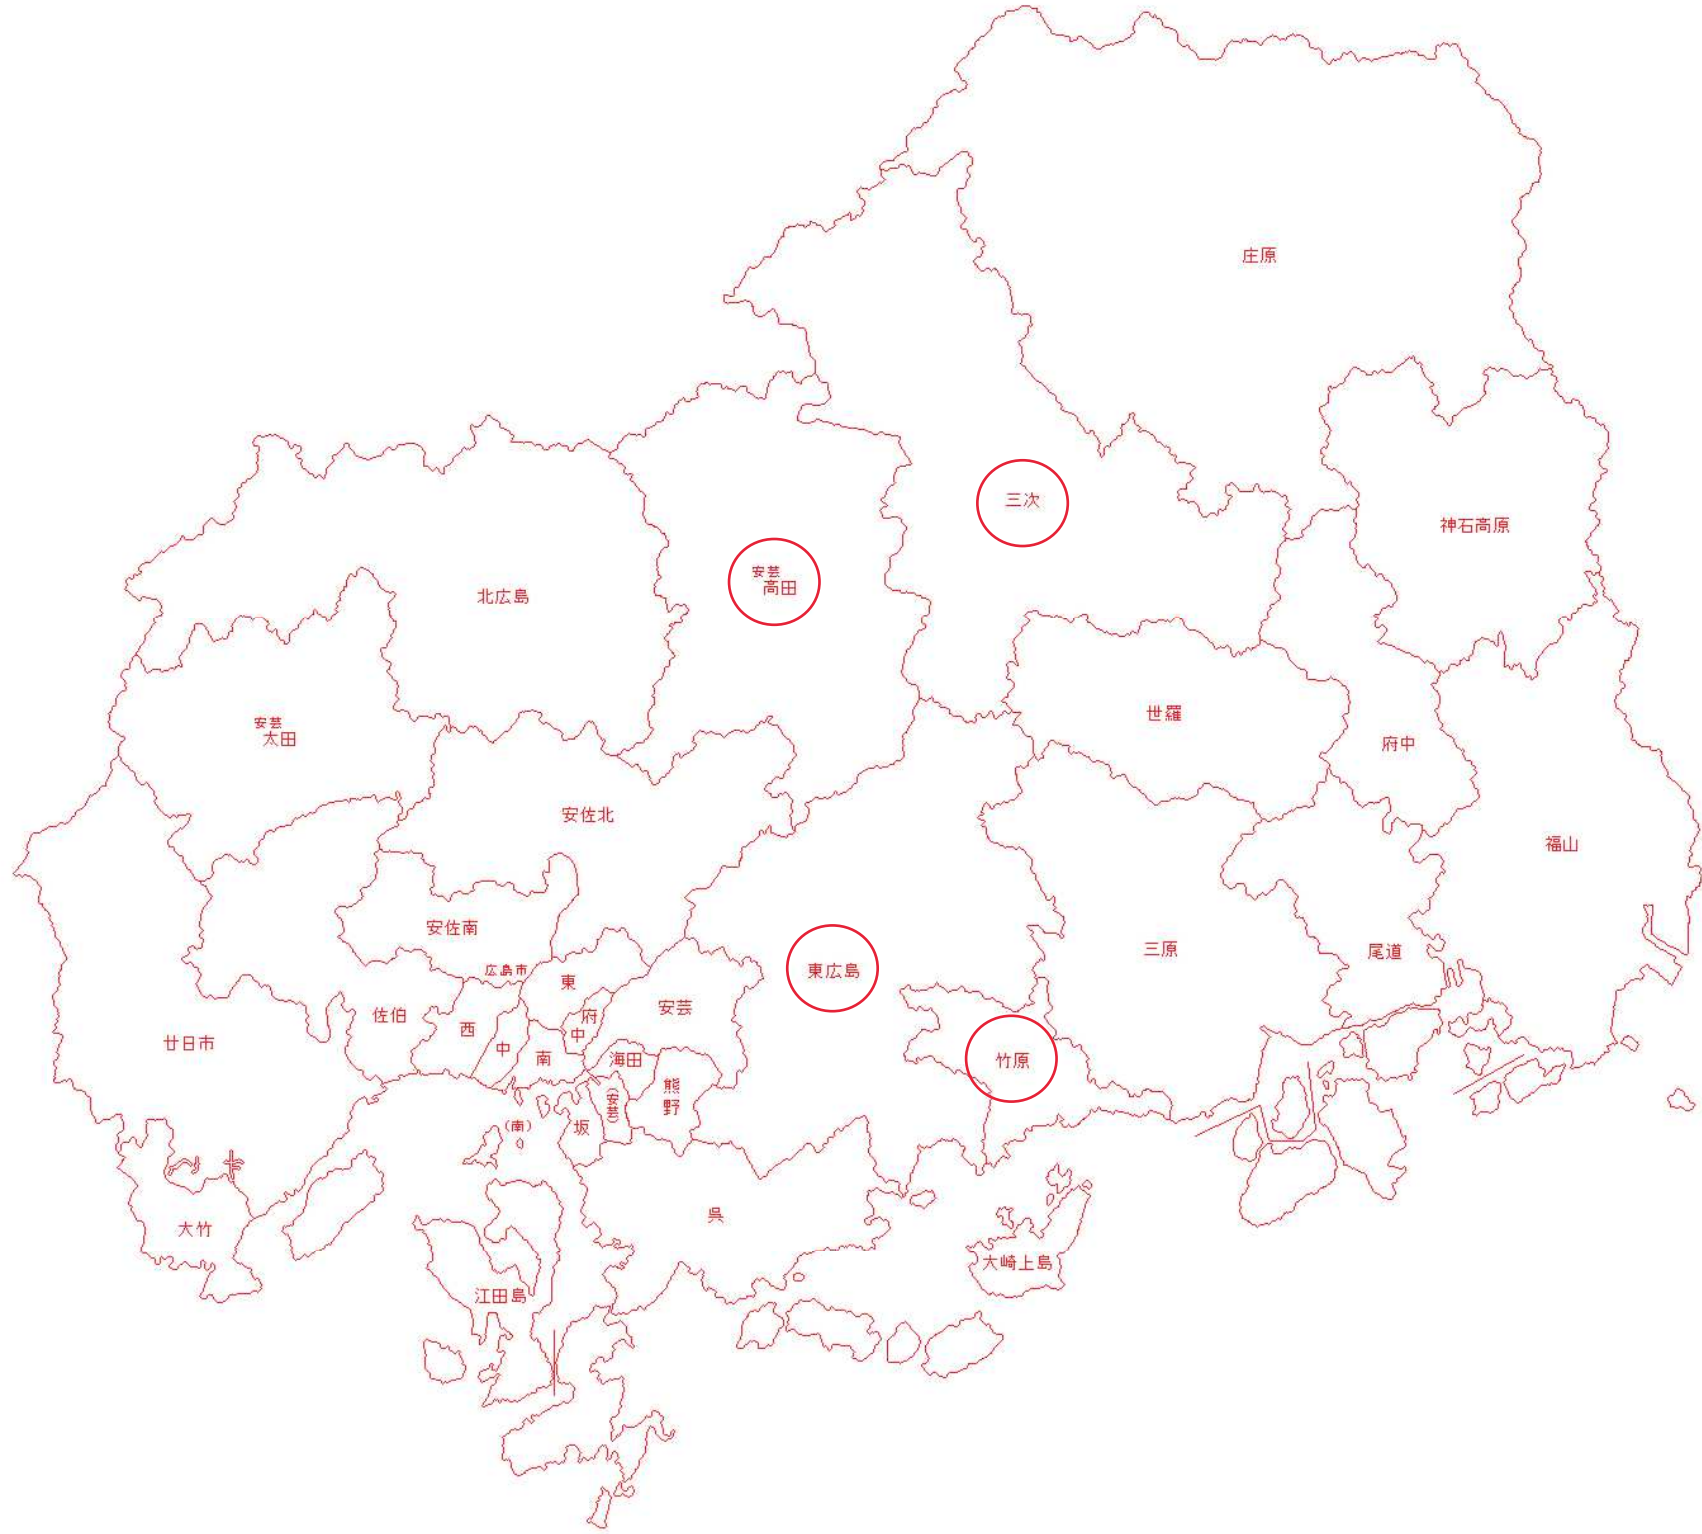 庄原
三次
神石高原
安芸
高田
北広島
世羅
安芸
太田
府中
安佐北
福山
安佐南
三原
尾道
広島市
東広島
東
安芸
佐伯
府
中
西
廿日市
中
南
海田
竹原
熊
野
(安芸)
(南)
坂
呉
大竹
大崎上島
江田島